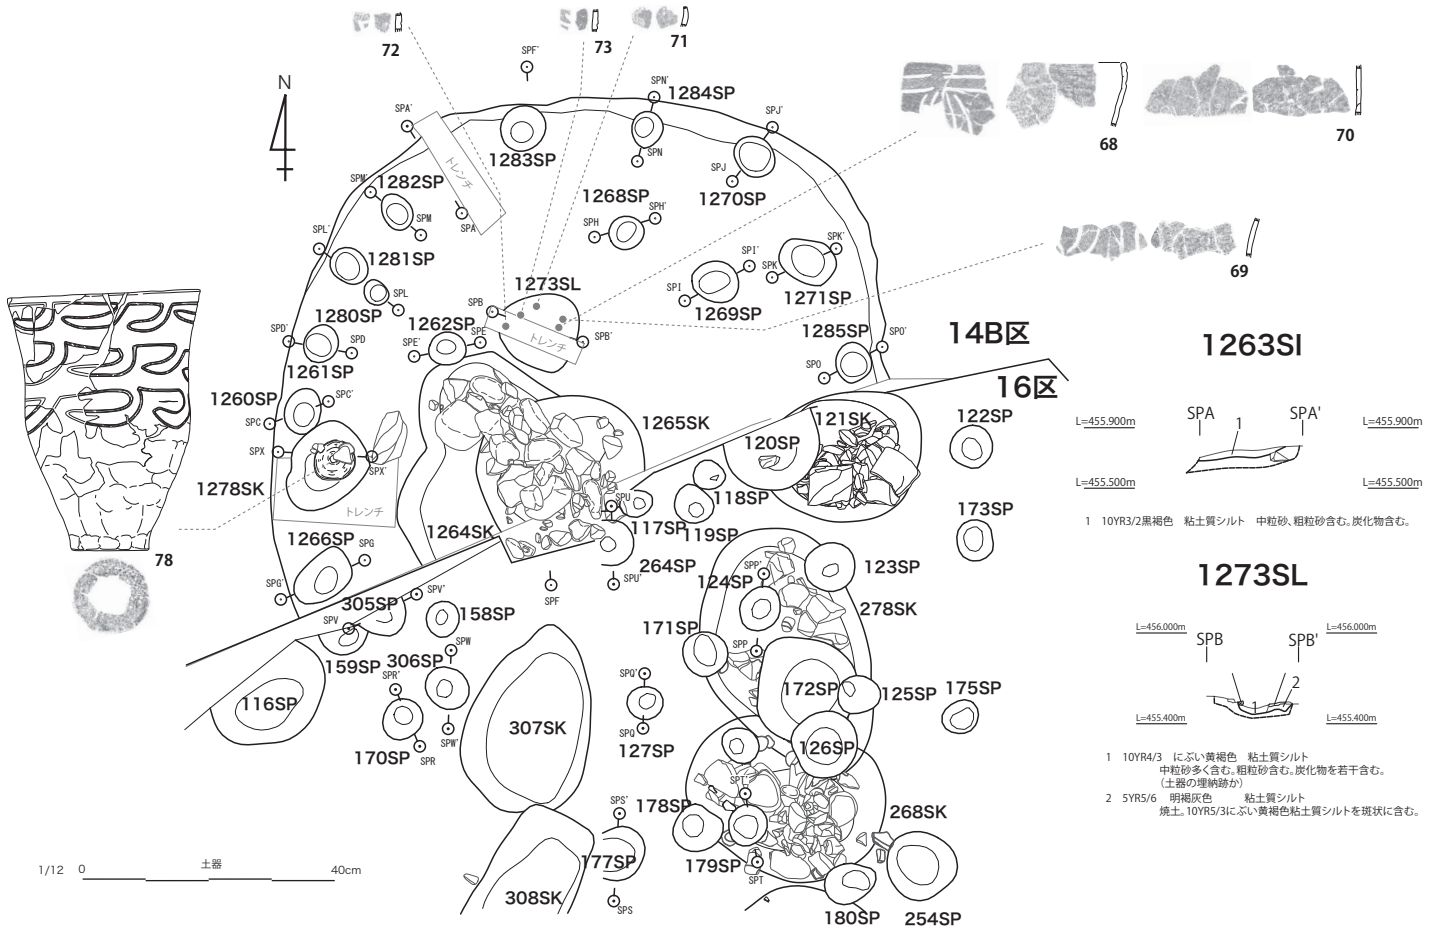 72
73
71
SPF'
N
SPA'
SPN'
1284SP
SPJ'
68
70
トレンチ
1283SP
SPN
SPJ
1270SP
SPM'
1282SP
SPM
SPA
1268SP
SPH'
SPH
SPL'
1281SP
SPL
SPI'
SPK'
SPK
SPI
1271SP
1269SP
69
1273SL
SPB
トレンチ
SPB'
1280SP
1262SP
SPE
SPE'
SPD'
SPD
1261SP
1285SP
SPO'
SPO
14B区
16区
1263SI
1260SP
SPC'
SPC
SPX
SPX'
1278SK
トレンチ
1265SK
121SK
120SP
122SP
SPA
SPA'
1
L=455.900m
L=455.900m
L=455.500m
L=455.500m
1 10YR3/2黒褐色 粘土質シルト 中粒砂、粗粒砂含む。炭化物含む。
78
1264SK
SPU
117SP
118SP
119SP
173SP
1266SP
SPG
SPG'
264SP
SPU'
SPF
SPP'
124SP
123SP
278SK
1273SL
L=456.000m
L=456.000m
SPB
SPB'
1
2
L=455.400m
L=455.400m
305SP
SPV'
SPV
158SP
SPW
159SP
306SP
171SP
SPP
SPR'
116SP
170SP
SPR
SPW'
307SK
SPQ'
SPQ
127SP
172SP
125SP
175SP
126SP
1 10YR4/3 にぶい黄褐色 粘土質シルト
中粒砂多く含む。粗粒砂含む。炭化物を若干含む。
(土器の埋納跡か)
2 5YR5/6 明褐灰色 粘土質シルト
焼土。10YR5/3にぶい黄褐色粘土質シルトを斑状に含む。
SPT'
SPS'
178SP
268SK
177SP
179SP
SPT
308SK
SPS
180SP
254SP
1/12 0 土器 40cm